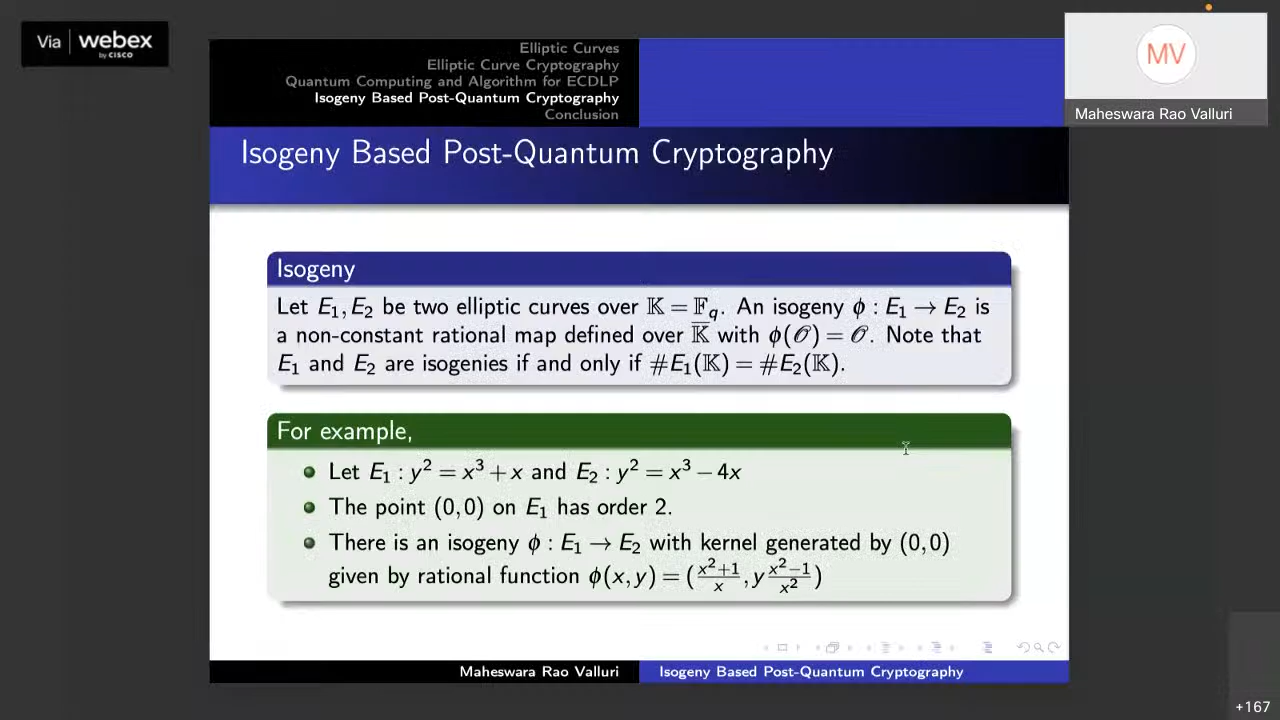 Via webex
by CISCO
MV
Maheswara Rao Valluri
Elliptic Curves
Elliptic Curve Cryptography
Quantum Computing and Algorithm for ECDLP
Isogeny Based Post-Quantum Cryptography
Conclusion
Isogeny Based Post-Quantum Cryptography
Isogeny
Let E₁, E₂ be two elliptic curves over 𝕂 = 𝔽_q. An isogeny ϕ : E₁ → E₂ is
a non-constant rational map defined over 𝕂̅ with ϕ(𝒪) = 𝒪. Note that
E₁ and E₂ are isogenies if and only if #E₁(𝕂) = #E₂(𝕂).
For example,
Let E₁ : y² = x³ + x and E₂ : y² = x³ − 4x
The point (0,0) on E₁ has order 2.
There is an isogeny ϕ : E₁ → E₂ with kernel generated by (0,0)
given by rational function ϕ(x,y) = ((x²+1)/x, y (x²−1)/x²)
Maheswara Rao Valluri
Isogeny Based Post-Quantum Cryptography
+167